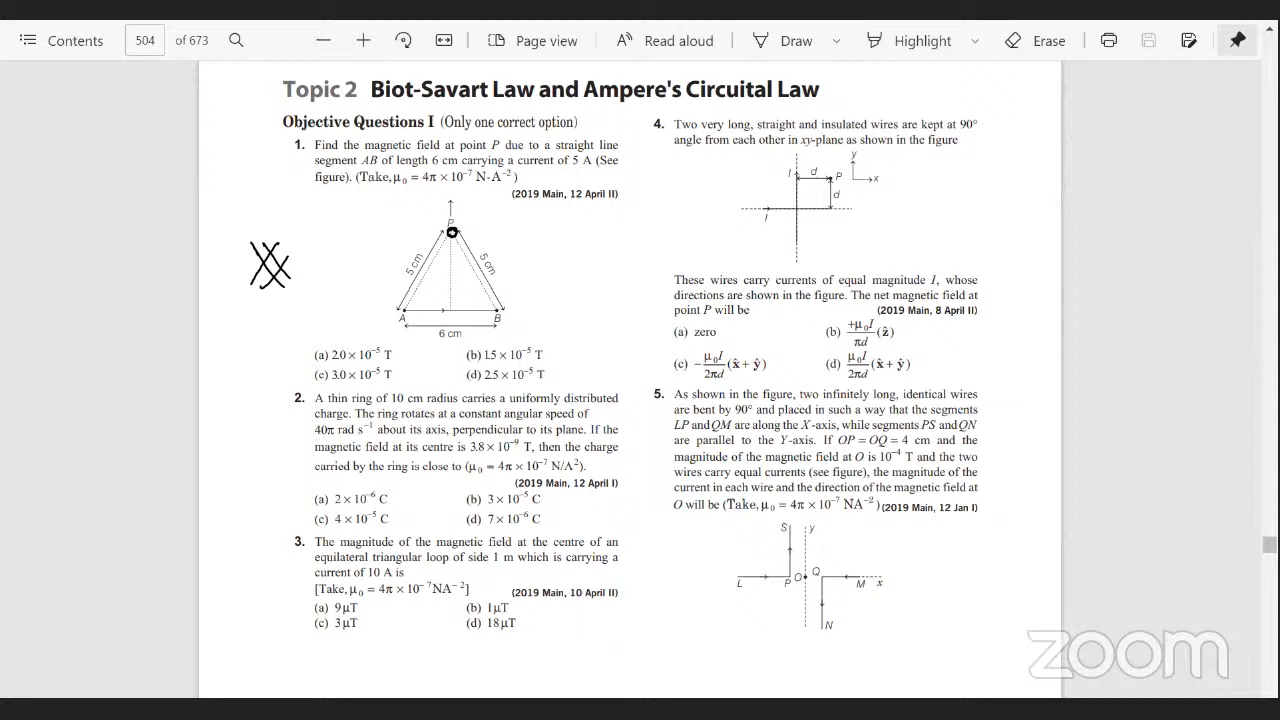 Contents
504
of 673
Page view
Read aloud
Draw
Highlight
Erase
Topic 2 Biot-Savart Law and Ampere's Circuital Law
Objective Questions I (Only one correct option)
1. Find the magnetic field at point P due to a straight line
segment AB of length 6 cm carrying a current of 5 A (See
figure). (Take, μ₀ = 4π × 10⁻⁷ N-A⁻²)
(2019 Main, 12 April II)
P
5 cm
5 cm
A
B
6 cm
(a) 2.0 × 10⁻⁵ T
(b) 1.5 × 10⁻⁵ T
(c) 3.0 × 10⁻⁵ T
(d) 2.5 × 10⁻⁵ T
2. A thin ring of 10 cm radius carries a uniformly distributed
charge. The ring rotates at a constant angular speed of
40π rad s⁻¹ about its axis, perpendicular to its plane. If the
magnetic field at its centre is 3.8 × 10⁻⁹ T, then the charge
carried by the ring is close to (μ₀ = 4π × 10⁻⁷ N/A²).
(2019 Main, 12 April I)
(a) 2 × 10⁻⁶ C
(b) 3 × 10⁻⁵ C
(c) 4 × 10⁻⁵ C
(d) 7 × 10⁻⁶ C
3. The magnitude of the magnetic field at the centre of an
equilateral triangular loop of side 1 m which is carrying a
current of 10 A is
[Take, μ₀ = 4π × 10⁻⁷ NA⁻²]
(2019 Main, 10 April II)
(a) 9 μT
(b) 1 μT
(c) 3 μT
(d) 18 μT
4. Two very long, straight and insulated wires are kept at 90°
angle from each other in xy-plane as shown in the figure
y
I
d
P
x
d
I
These wires carry currents of equal magnitude I, whose
directions are shown in the figure. The net magnetic field at
point P will be
(2019 Main, 8 April II)
(a) zero
(b) +μ₀I/πd (ẑ)
(c) −μ₀I/2πd (x̂ + ŷ)
(d) μ₀I/2πd (x̂ + ŷ)
5. As shown in the figure, two infinitely long, identical wires
are bent by 90° and placed in such a way that the segments
LP and QM are along the X-axis, while segments PS and QN
are parallel to the Y-axis. If OP = OQ = 4 cm and the
magnitude of the magnetic field at O is 10⁻⁴ T and the two
wires carry equal currents (see figure), the magnitude of the
current in each wire and the direction of the magnetic field at
O will be (Take, μ₀ = 4π × 10⁻⁷ NA⁻²) (2019 Main, 12 Jan I)
S
y
O
Q
L
P
M
x
N
zoom